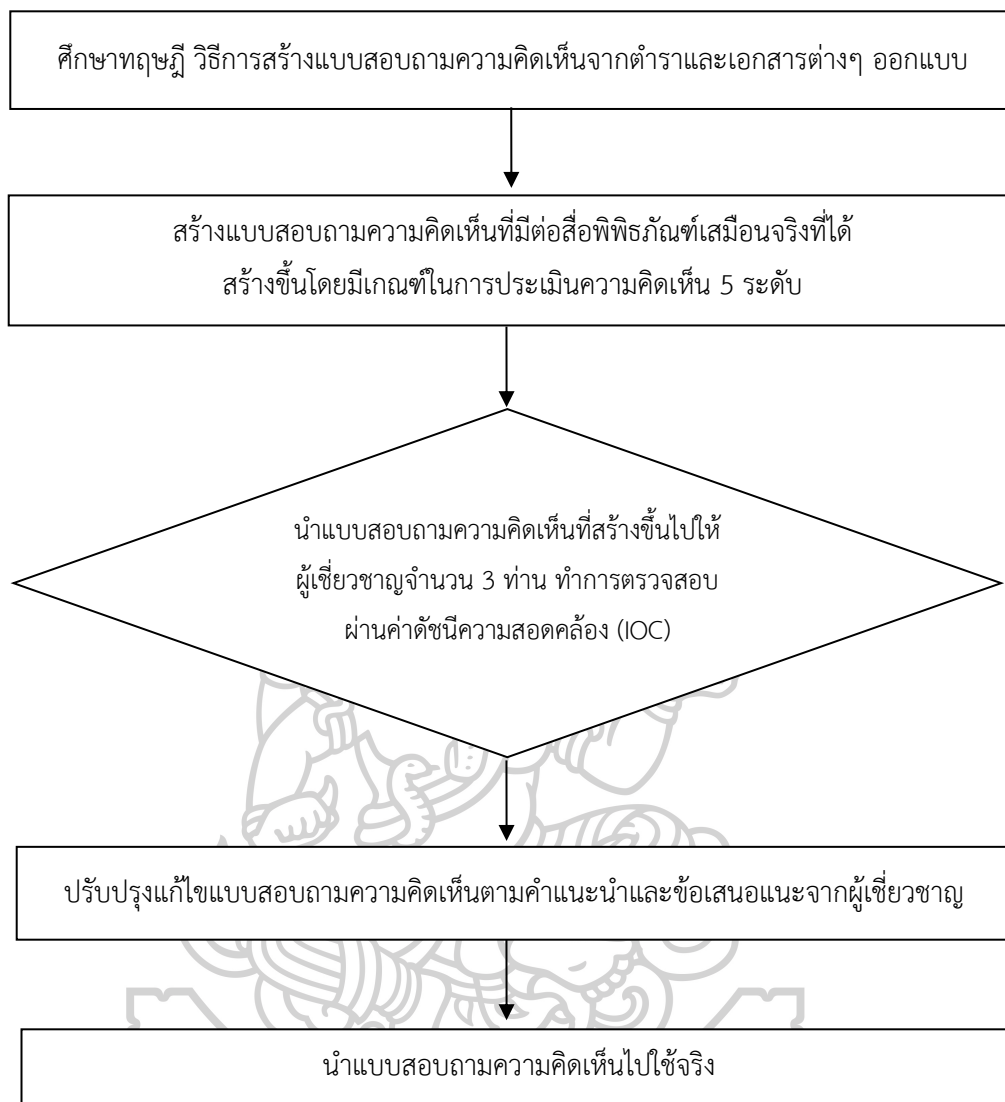 ศึกษาทฤษฎี วิธีการสร้างแบบสอบถามความคิดเห็นจากตำราและเอกสารต่างๆ ออกแบบ
สร้างแบบสอบถามความคิดเห็นที่มีต่อสื่อพิพิธภัณฑ์เสมือนจริงที่ได้
สร้างขึ้นโดยมีเกณฑ์ในการประเมินความคิดเห็น 5 ระดับ
นำแบบสอบถามความคิดเห็นที่สร้างขึ้นไปให้
ผู้เชี่ยวชาญจำนวน 3 ท่าน ทำการตรวจสอบ
ผ่านค่าดัชนีความสอดคล้อง (IOC)
ปรับปรุงแก้ไขแบบสอบถามความคิดเห็นตามคำแนะนำและข้อเสนอแนะจากผู้เชี่ยวชาญ
นำแบบสอบถามความคิดเห็นไปใช้จริง